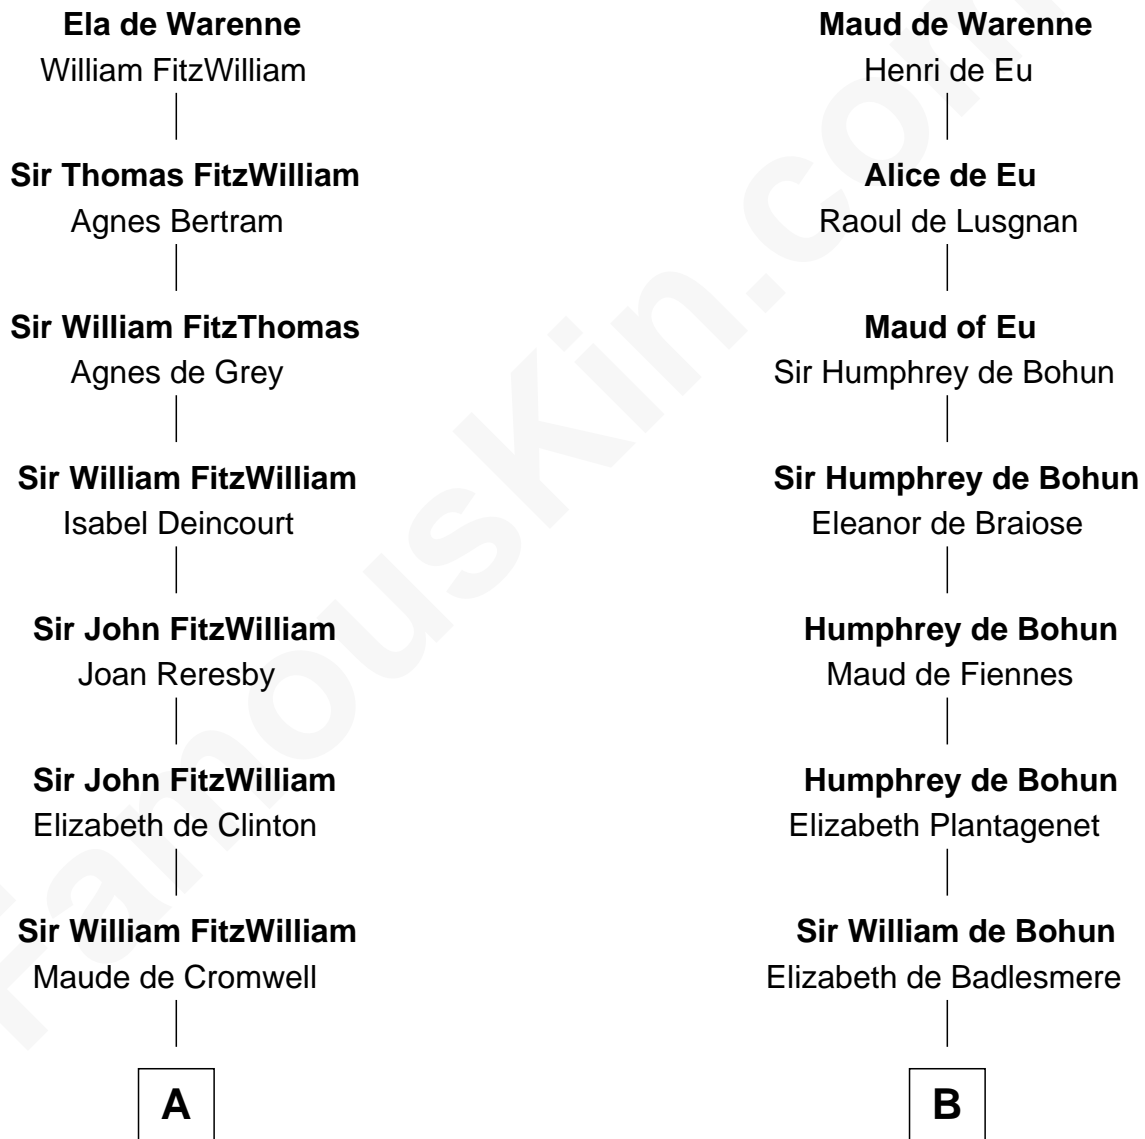 Ela de Warenne
William FitzWilliam
Sir Thomas FitzWilliam
Agnes Bertram
Sir William FitzThomas
Agnes de Grey
Sir William FitzWilliam
Isabel Deincourt
Sir John FitzWilliam
Joan Reresby
Sir John FitzWilliam
Elizabeth de Clinton
Sir William FitzWilliam
Maude de Cromwell
A
Maud de Warenne
Henri de Eu
Alice de Eu
Raoul de Lusgnan
Maud of Eu
Sir Humphrey de Bohun
Sir Humphrey de Bohun
Eleanor de Braiose
Humphrey de Bohun
Maud de Fiennes
Humphrey de Bohun
Elizabeth Plantagenet
Sir William de Bohun
Elizabeth de Badlesmere
B
FamousKin.com